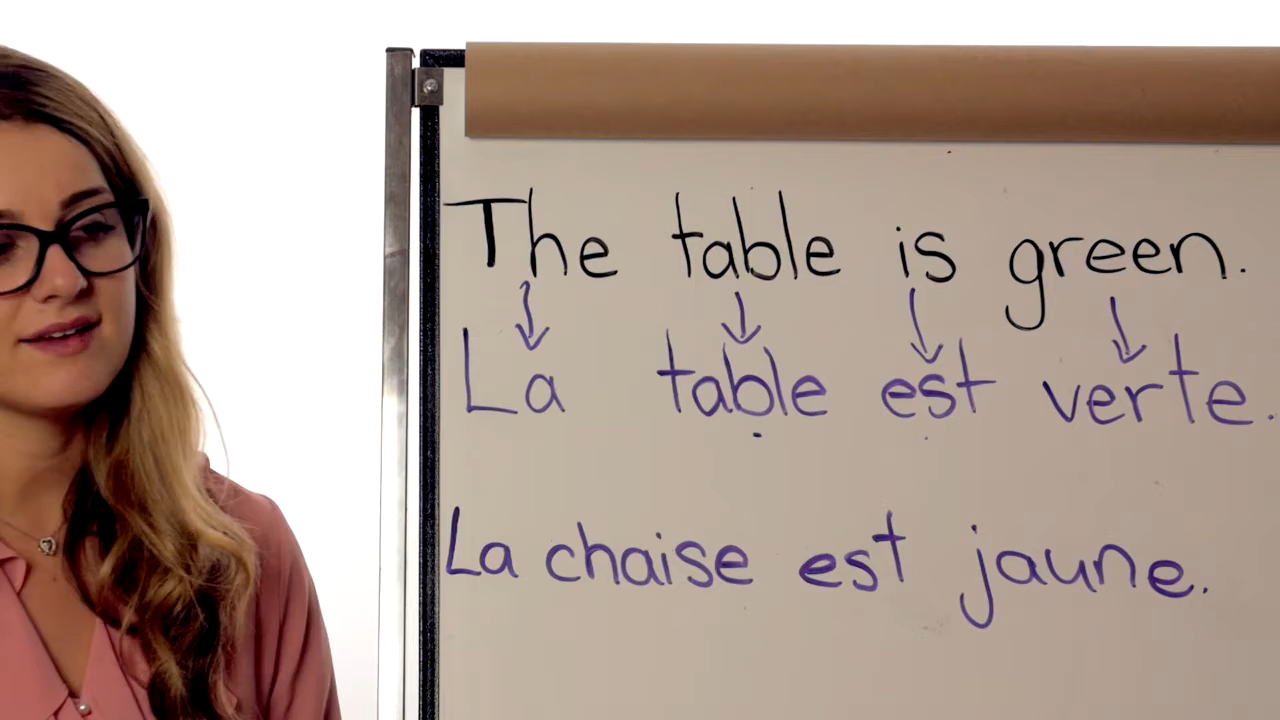 The table is green.
La table est verte.
La chaise est jaune.